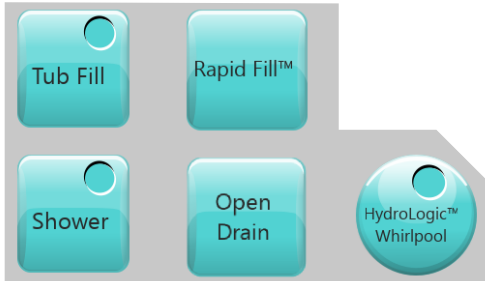 Tub Fill
Rapid Fill™
Shower
Open
Drain
HydroLogic™
Whirlpool